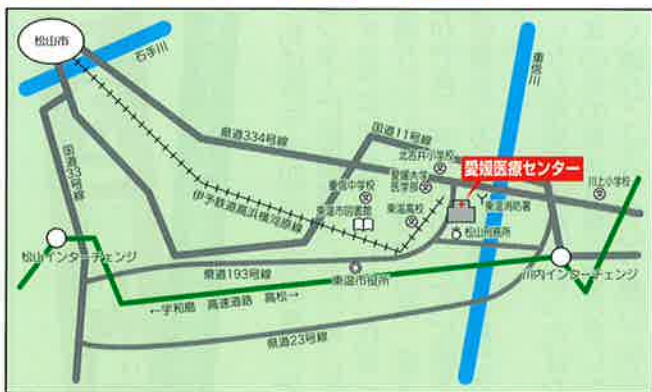 松山市
石手川
重信川
県道334号線
国道11号線
北吉井小学校
愛媛医療センター
愛媛大学
医学部
川上小学校
国道33号線
伊予鉄道高浜横河原線
重信中学校
東温市図書館
東温高校
東温消防署
松山刑務所
松山インターチェンジ
県道193号線
東温市役所
川内インターチェンジ
←宇和島 高速道路 高松→
県道23号線